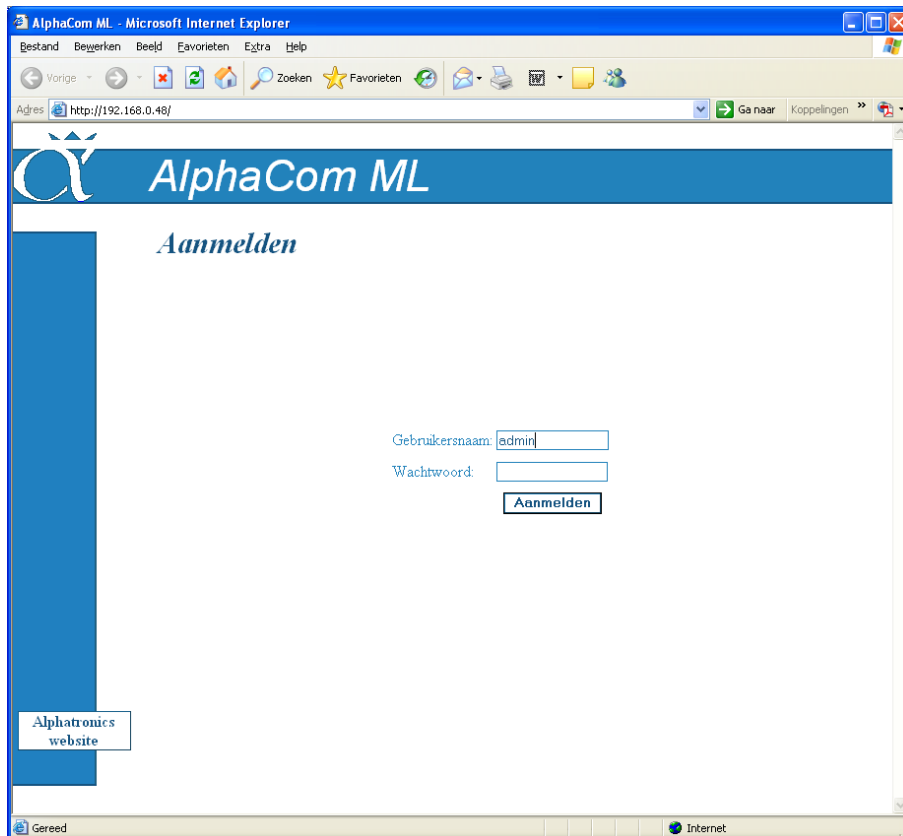 AlphaCom ML - Microsoft Internet Explorer
Bestand Bewerken Beeld Favorieten Extra Help
Vorige Zoeken Favorieten
Adres http://192.168.0.48/ Ga naar Koppelingen »
AlphaCom ML
Aanmelden
Gebruikersnaam: admin
Wachtwoord:
Aanmelden
Alphatronics
website
Gereed Internet